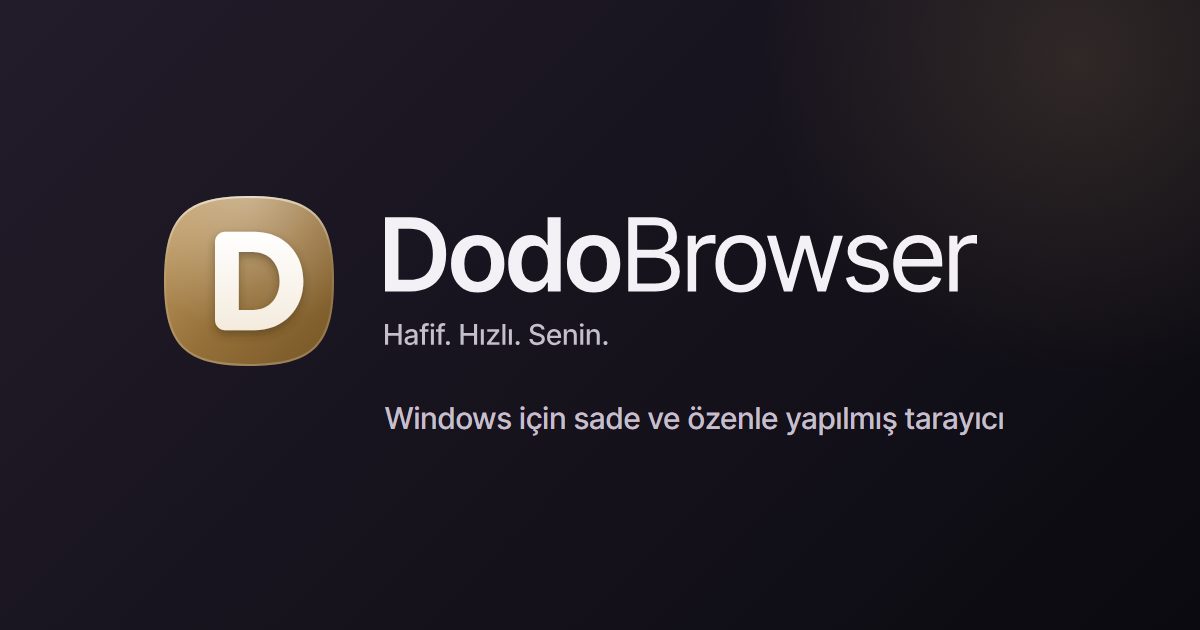 D
DodoBrowser
Hafif. Hızlı. Senin.
Windows için sade ve özenle yapılmış tarayıcı